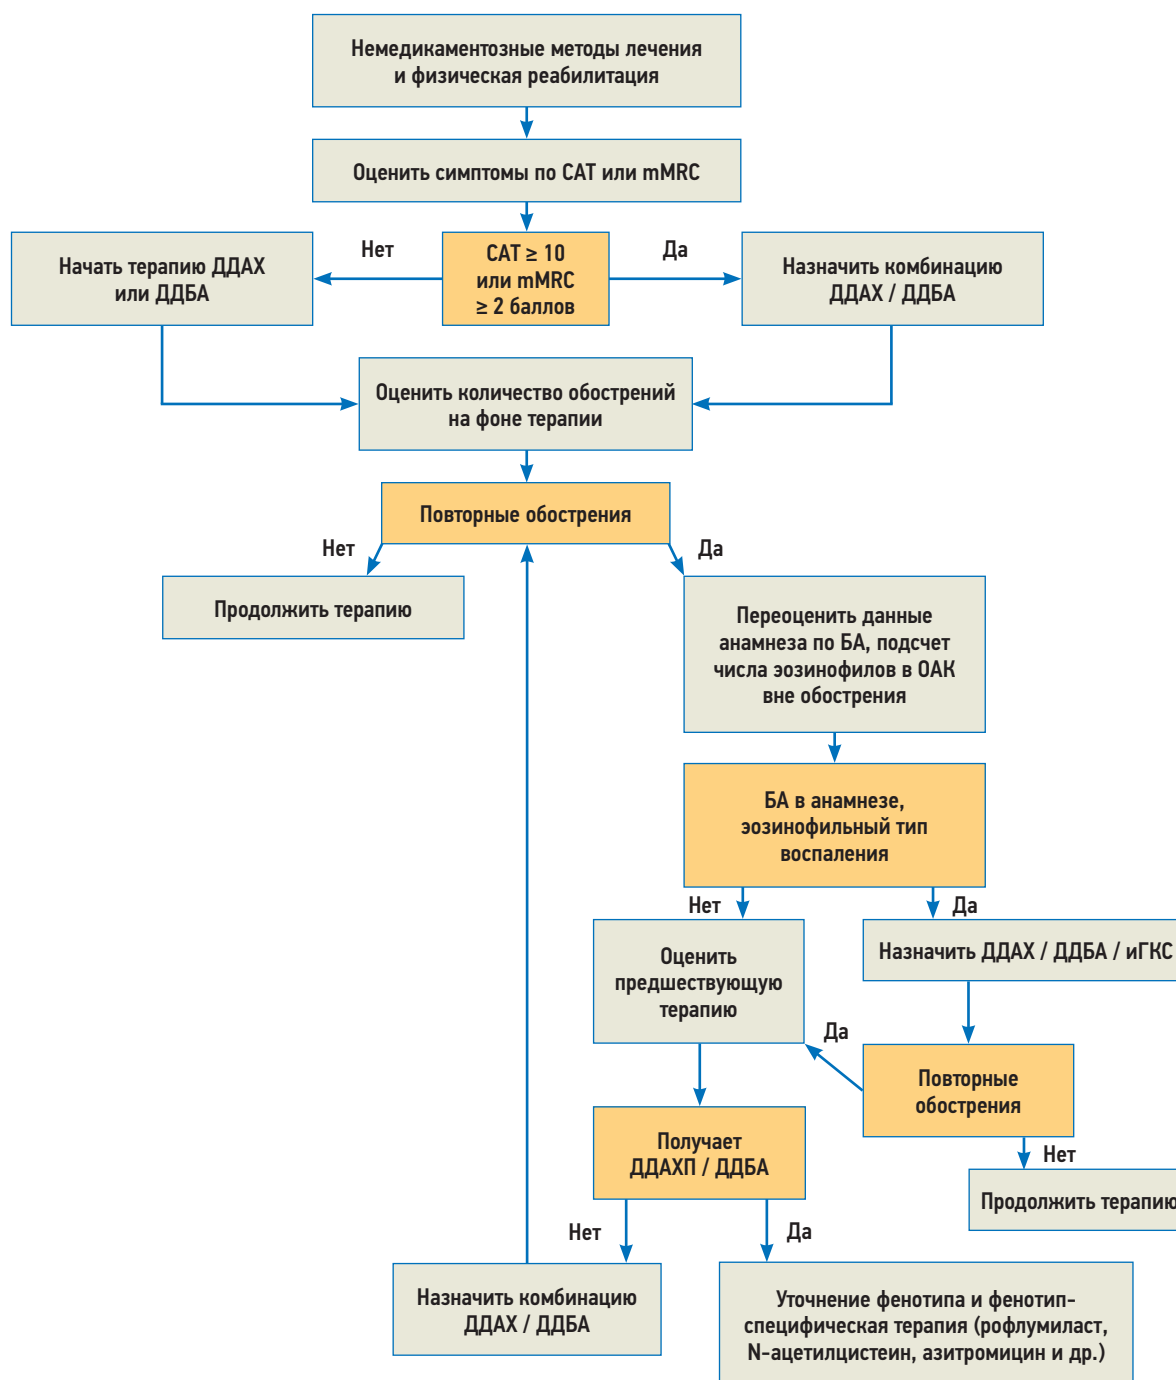 Немедикаментозные методы лечения
и физическая реабилитация
Оценить симптомы по CAT или mMRC
Нет
Да
Начать терапию ДДАХ
или ДДБА
CAT ≥ 10
или mMRC
≥ 2 баллов
Назначить комбинацию
ДДАХ / ДДБА
Оценить количество обострений
на фоне терапии
Повторные обострения
Нет
Да
Продолжить терапию
Переоценить данные
анамнеза по БА, подсчет
числа эозинофилов в ОАК
вне обострения
БА в анамнезе,
эозинофильный тип
воспаления
Нет
Да
Оценить
предшествующую
терапию
Назначить ДДАХ / ДДБА / иГКС
Да
Повторные
обострения
Получает
ДДАХП / ДДБА
Нет
Продолжить терапию
Нет
Да
Назначить комбинацию
ДДАХ / ДДБА
Уточнение фенотипа и фенотип-
специфическая терапия (рофлумиласт,
N-ацетилцистеин, азитромицин и др.)